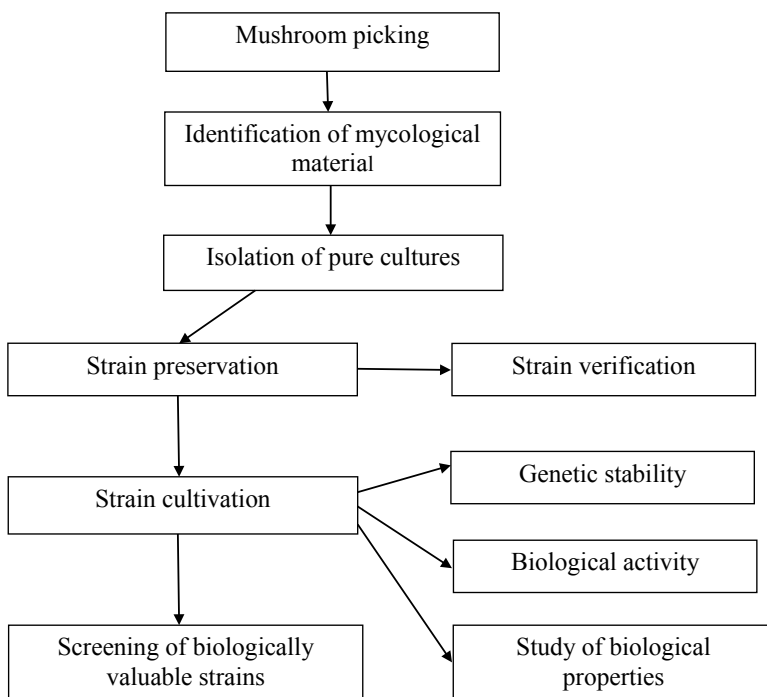 Mushroom picking
Identification of mycological
material
Isolation of pure cultures
Strain preservation
Strain verification
Genetic stability
Strain cultivation
Biological activity
Screening of biologically
valuable strains
Study of biological
properties